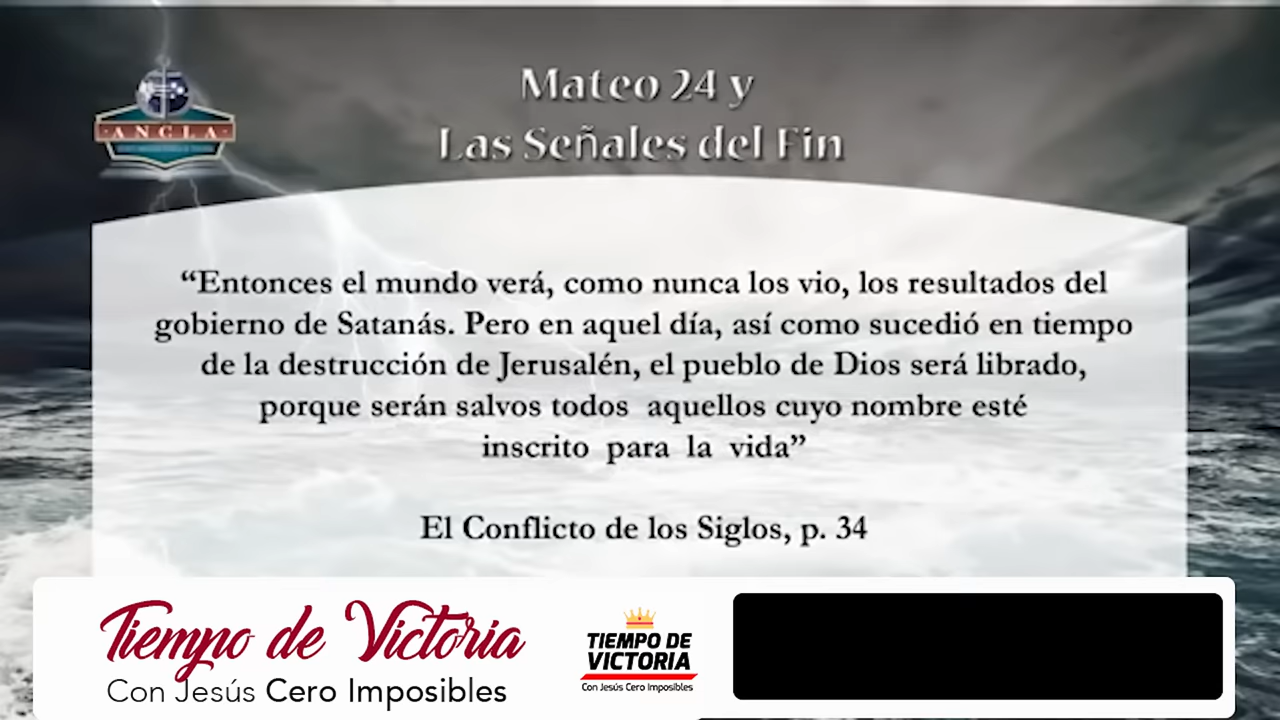 Mateo 24 y
Las Señales del Fin
ANCLA
“Entonces el mundo verá, como nunca los vio, los resultados del
gobierno de Satanás. Pero en aquel día, así como sucedió en tiempo
de la destrucción de Jerusalén, el pueblo de Dios será librado,
porque serán salvos todos aquellos cuyo nombre esté
inscrito para la vida”
El Conflicto de los Siglos, p. 34
Tiempo de Victoria
Con Jesús Cero Imposibles
TIEMPO DE
VICTORIA
Con Jesús Cero Imposibles